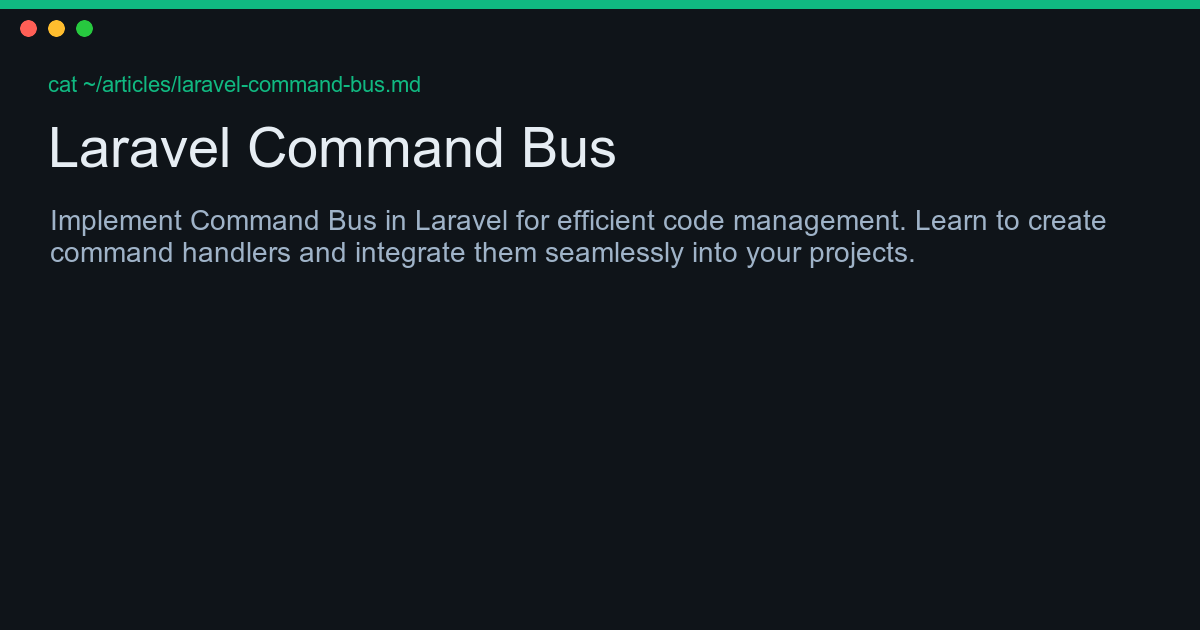 cat ~/articles/laravel-command-bus.md
Laravel Command Bus
Implement Command Bus in Laravel for efficient code management. Learn to create
command handlers and integrate them seamlessly into your projects.